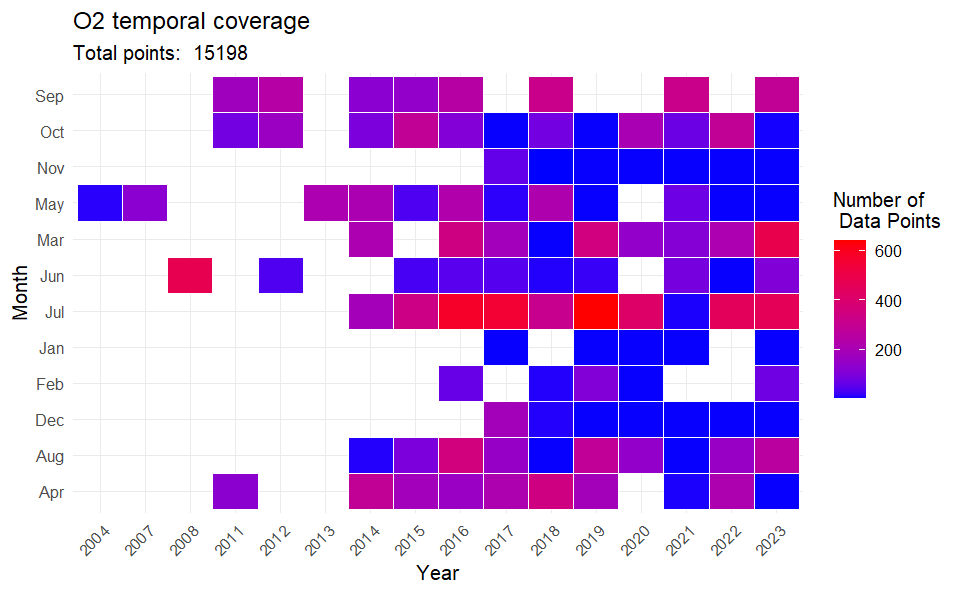 O2 temporal coverage
Total points:  15198
Sep
Oct
Nov
May
Mar
Jun
Jul
Jan
Feb
Dec
Aug
Apr
Month
2004 2007 2008 2011 2012 2013 2014 2015 2016 2017 2018 2019 2020 2021 2022 2023
Year
Number of
Data Points
600
400
200